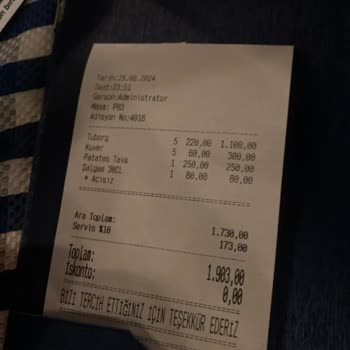 Tarih:29.06.2024
Saat:23:51
Garson:Administrator
Masa: P03
Adisyon No:4016
Tuborg 5 220,00 1.100,00
Kuver 5 60,00 300,00
Patates Tava 1 250,00 250,00
Şalgam 30CL 1 80,00 80,00
* Acısız
Ara Toplam: 1.730,00
Servis %10 173,00
Toplam: 1.903,00
İskonto: 0,00
BİZİ TERCİH ETTİĞİNİZ İÇİN TEŞEKKÜR EDERİZ